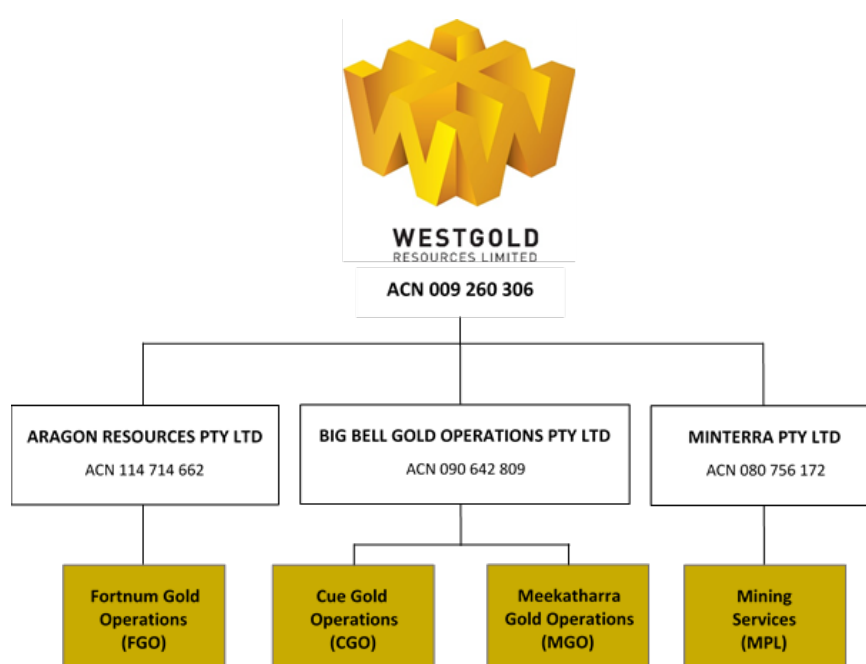 WESTGOLD
RESOURCES LIMITED
ACN 009 260 306
ARAGON RESOURCES PTY LTD
ACN 114 714 662
BIG BELL GOLD OPERATIONS PTY LTD
ACN 090 642 809
MINTERRA PTY LTD
ACN 080 756 172
Fortnum Gold
Operations
(FGO)
Cue Gold
Operations
(CGO)
Meekatharra
Gold Operations
(MGO)
Mining
Services
(MPL)